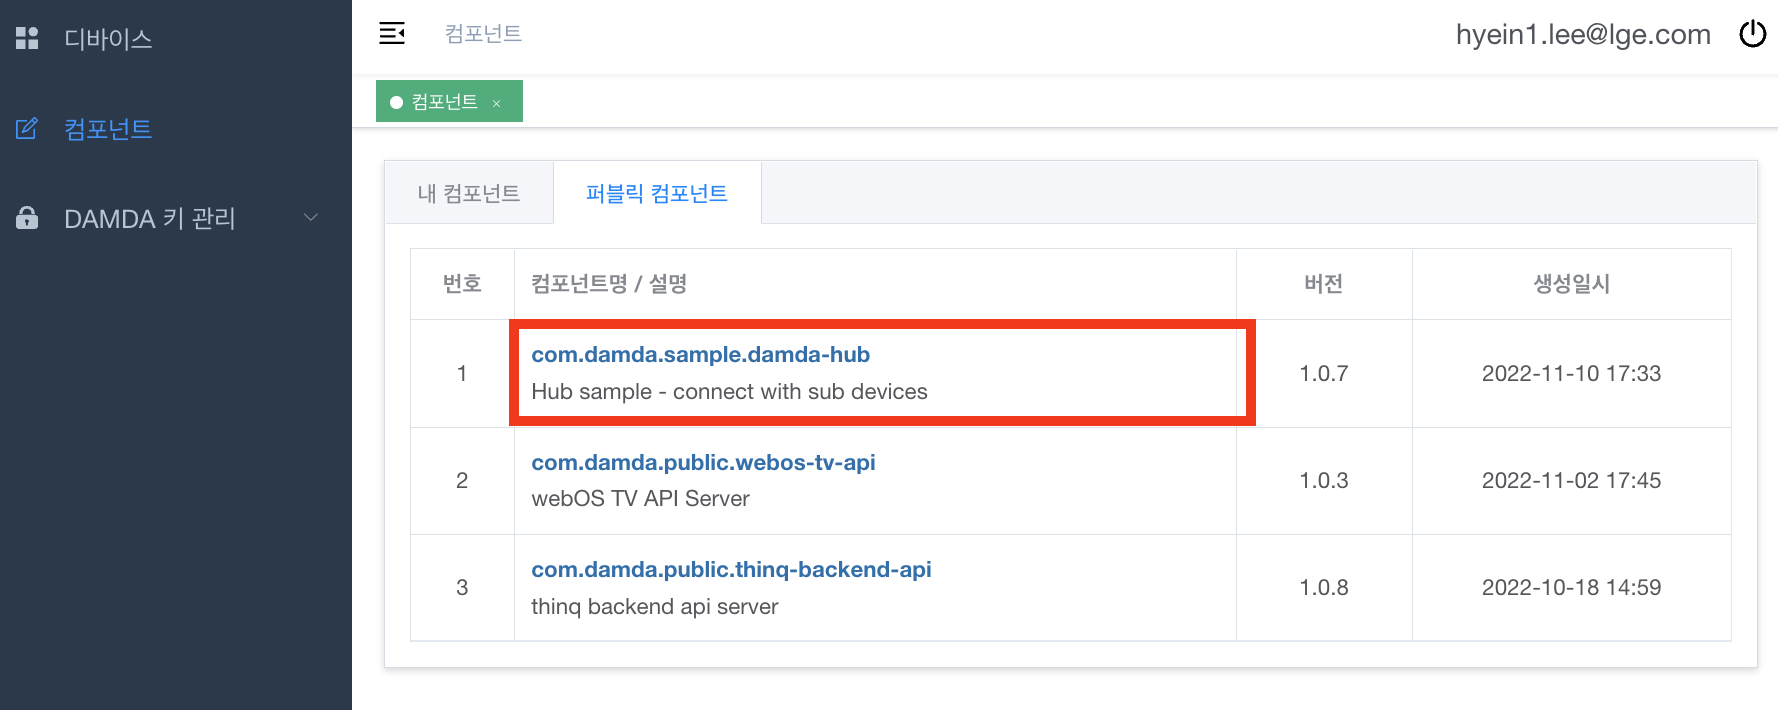 디바이스
컴포넌트
DAMDA 키 관리
컴포넌트
hyein1.lee@lge.com
컴포넌트 ×
내 컴포넌트 퍼블릭 컴포넌트
번호 컴포넌트명 / 설명 버전 생성일시
1 com.damda.sample.damda-hub 1.0.7 2022-11-10 17:33
Hub sample - connect with sub devices
2 com.damda.public.webos-tv-api 1.0.3 2022-11-02 17:45
webOS TV API Server
3 com.damda.public.thinq-backend-api 1.0.8 2022-10-18 14:59
thinq backend api server